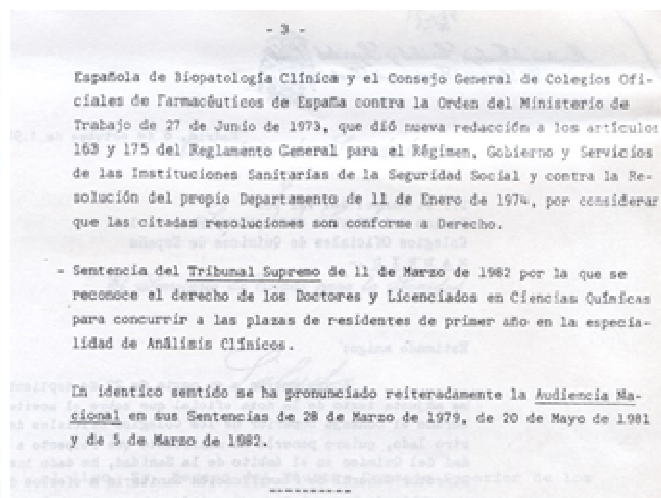 - 3 -
Española de Biopatología Clínica y el Consejo General de Colegios Ofi-
ciales de Farmacéuticos de España contra la Orden del Ministerio de
Trabajo de 27 de Junio de 1973, que dió nueva redacción a los artículos
163 y 175 del Reglamento General para el Régimen, Gobierno y Servicios
de las Instituciones Sanitarias de la Seguridad Social y contra la Re-
solución del propio Departamento de 11 de Enero de 1974, por considerar
que las citadas resoluciones son conforme a Derecho.
- Sentencia del Tribunal Supremo de 11 de Marzo de 1982 por la que se
reconoce el derecho de los Doctores y Licenciados en Ciencias Químicas
para concurrir a las plazas de residentes de primer año en la especia-
lidad de Análisis Clínicos.
En identico sentido se ha pronunciado reiteradamente la Audiencia Na-
cional en sus Sentencias de 28 de Marzo de 1979, de 20 de Mayo de 1981
y de 5 de Marzo de 1982.
----------